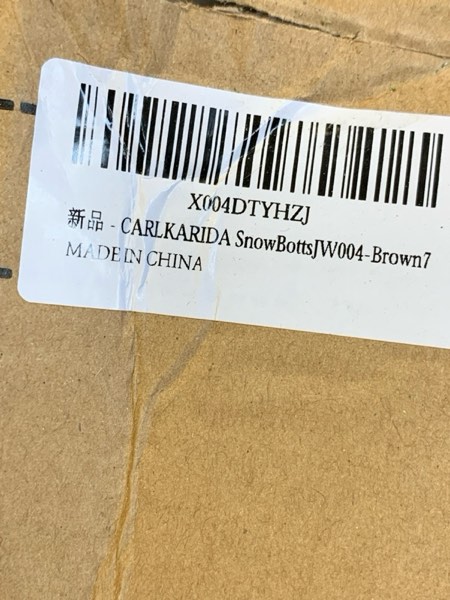 X004DTYHZJ
新品 - CARLKARIDA SnowBottsJW004-Brown7
MADE IN CHINA